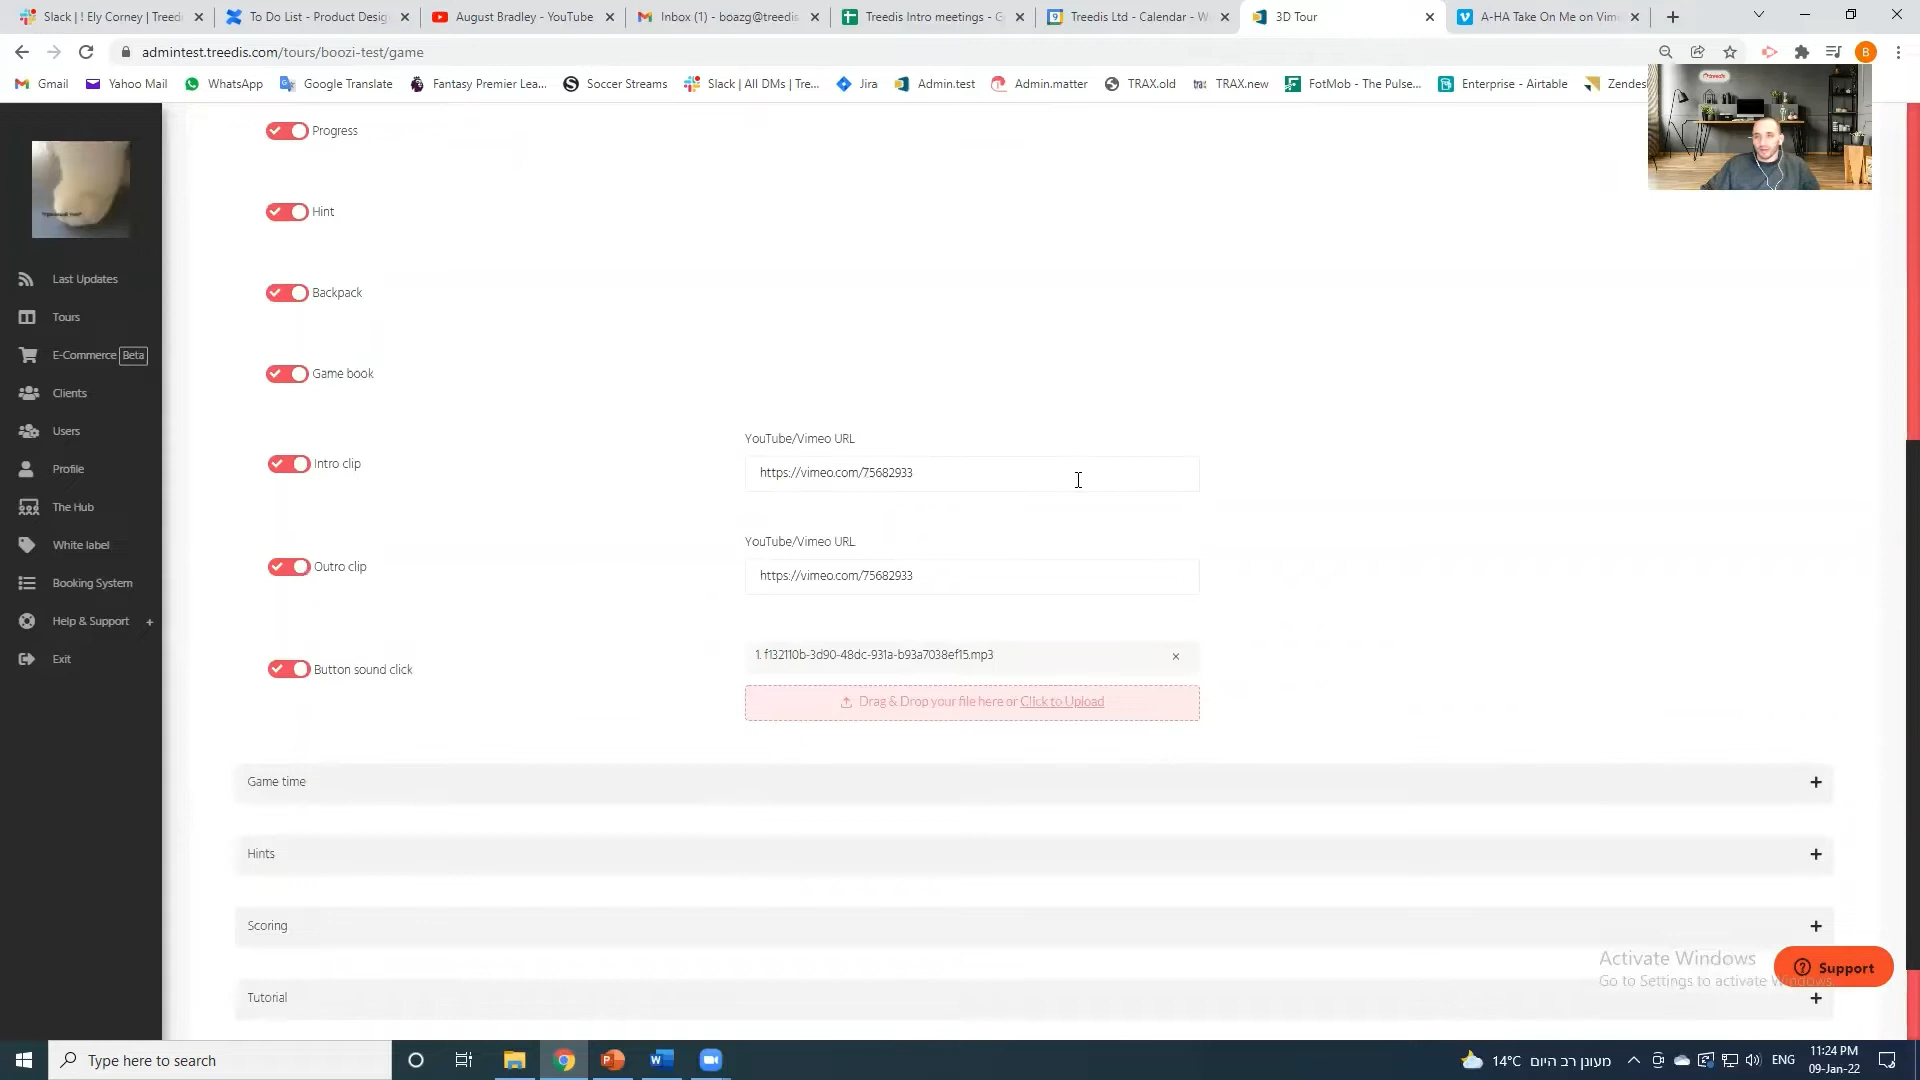 Slack | ! Ely Corney | Treed
To Do List - Product Desig
August Bradley - YouTube
Inbox (1) - boazg@treedis
Treedis Intro meetings - G
Treedis Ltd - Calendar - W
3D Tour
A-HA Take On Me on Vim
admintest.treedis.com/tours/boozi-test/game
B
Gmail
Yahoo Mail
WhatsApp
Google Translate
Fantasy Premier Lea...
Soccer Streams
Slack | All DMs | Tre...
Jira
Admin.test
Admin.matter
TRAX.old
TRAX.new
FotMob - The Pulse...
Enterprise - Airtable
Zendes
Last Updates
Tours
E-Commerce Beta
Clients
Users
Profile
The Hub
White label
Booking System
Help & Support +
Exit
Progress
Hint
Backpack
Game book
YouTube/Vimeo URL
Intro clip
https://vimeo.com/75682933
YouTube/Vimeo URL
Outro clip
https://vimeo.com/75682933
1. f132110b-3d90-48dc-931a-b93a7038ef15.mp3
Button sound click
Drag & Drop your file here or Click to Upload
Game time
Hints
Scoring
Tutorial
Activate Windows
Go to Settings to activate Windows.
Support
Type here to search
14°C מעונן רב היום
ENG
11:24 PM
09-Jan-22